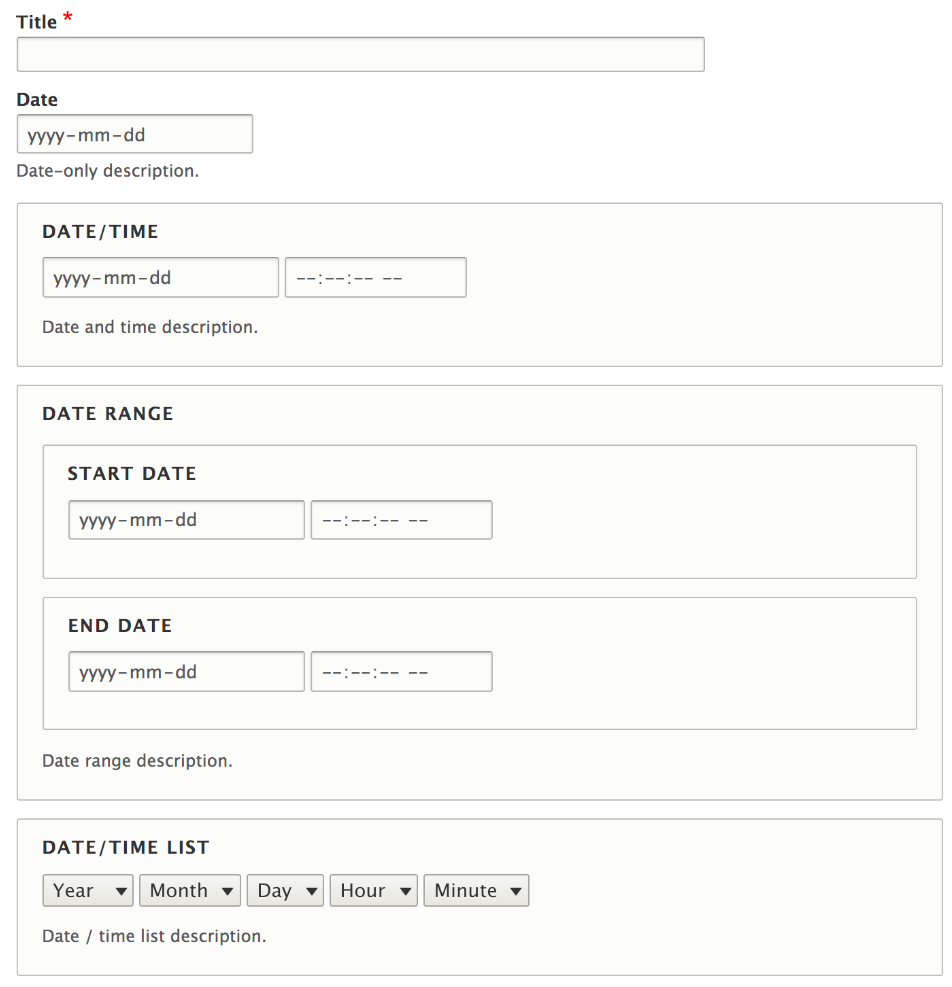 Title *
Date
yyyy-mm-dd
Date-only description.
DATE/TIME
yyyy-mm-dd --:--:-- --
Date and time description.
DATE RANGE
START DATE
yyyy-mm-dd --:--:-- --
END DATE
yyyy-mm-dd --:--:-- --
Date range description.
DATE/TIME LIST
Year Month Day Hour Minute
Date / time list description.